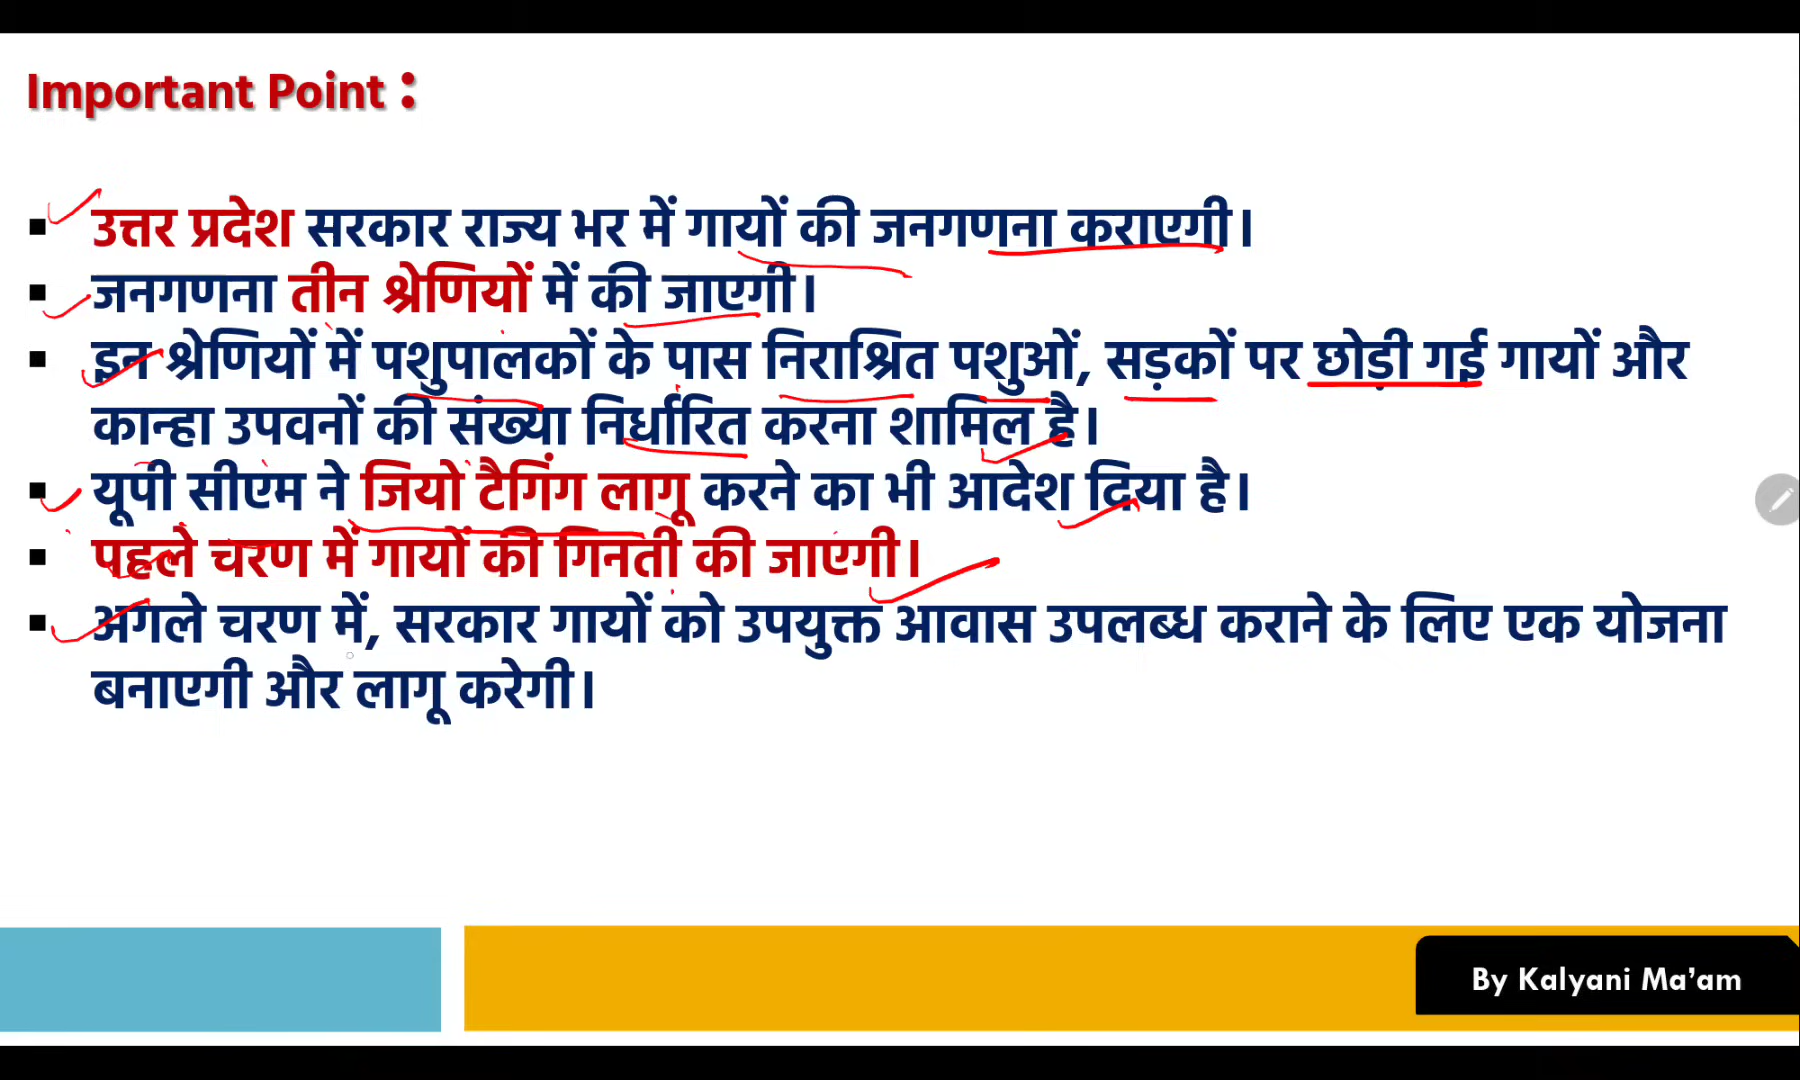 Important Point :
▪ उत्तर प्रदेश सरकार राज्य भर में गायों की जनगणना कराएगी।
▪ जनगणना तीन श्रेणियों में की जाएगी।
▪ इन श्रेणियों में पशुपालकों के पास निराश्रित पशुओं, सड़कों पर छोड़ी गई गायों और
कान्हा उपवनों की संख्या निर्धारित करना शामिल है।
▪ यूपी सीएम ने जियो टैगिंग लागू करने का भी आदेश दिया है।
▪ पहले चरण में गायों की गिनती की जाएगी।
▪ अगले चरण में, सरकार गायों को उपयुक्त आवास उपलब्ध कराने के लिए एक योजना
बनाएगी और लागू करेगी।
By Kalyani Ma’am